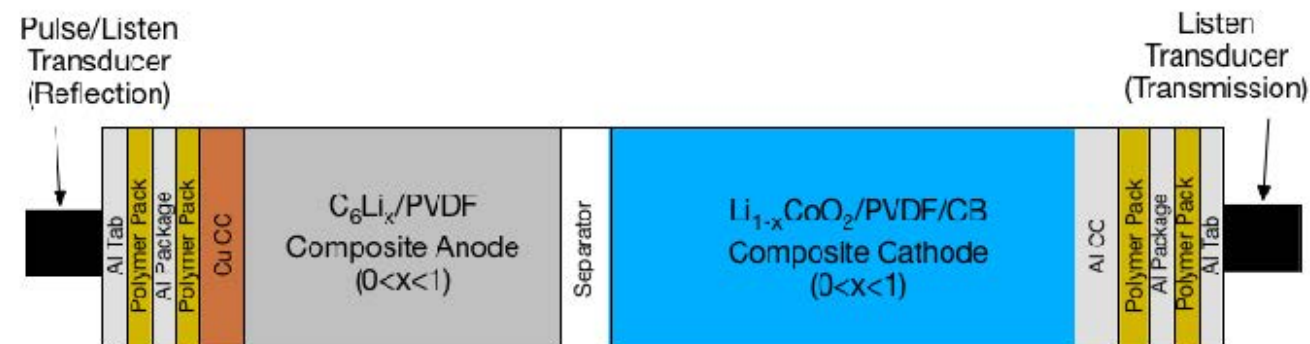 Pulse/Listen
Transducer
(Reflection)
Listen
Transducer
(Transmission)
Al Tab
Polymer Pack
Al Package
Polymer Pack
Cu CC
C₆Liₓ/PVDF
Composite Anode
(0<x<1)
Separator
Li₁₋ₓCoO₂/PVDF/CB
Composite Cathode
(0<x<1)
Al CC
Polymer Pack
Al Package
Polymer Pack
Al Tab